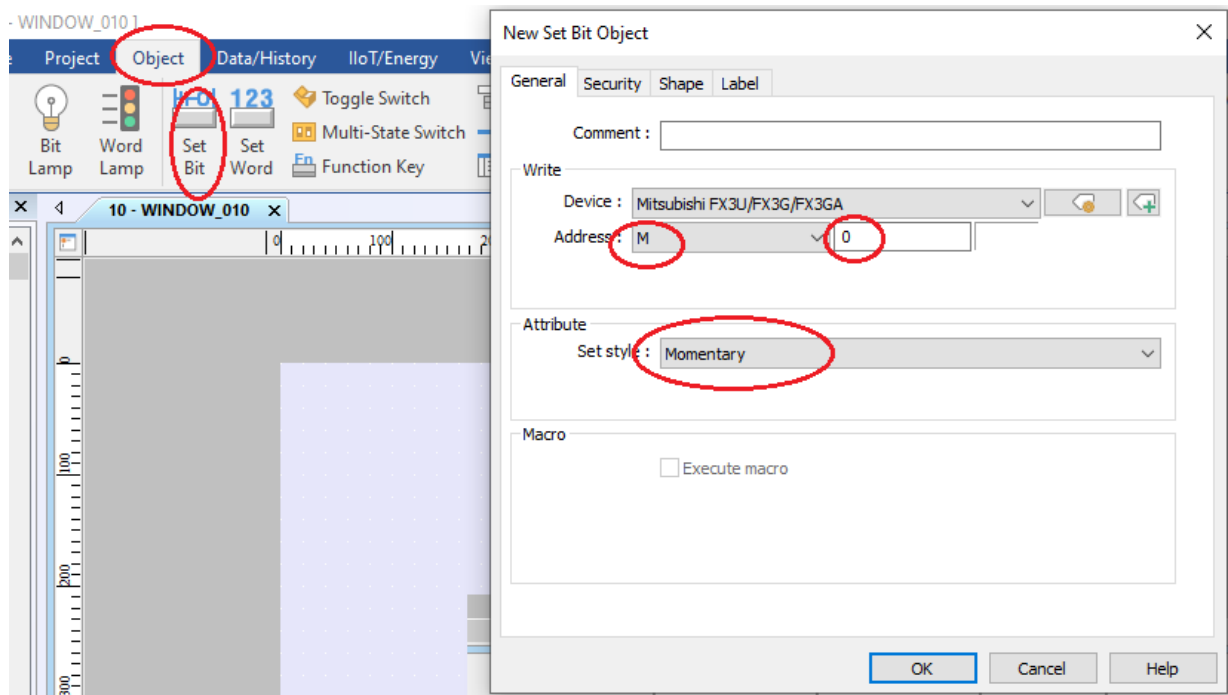 - WINDOW_010 ]
Project Object Data/History IIoT/Energy
Bit Lamp
Word Lamp
Set Bit
123
Set Word
Toggle Switch
Multi-State Switch
Fn Function Key
10 - WINDOW_010
0 100
0
100
200
300
New Set Bit Object
General Security Shape Label
Comment :
Write
Device : Mitsubishi FX3U/FX3G/FX3GA
Address : M 0
Attribute
Set style : Momentary
Macro
Execute macro
OK Cancel Help